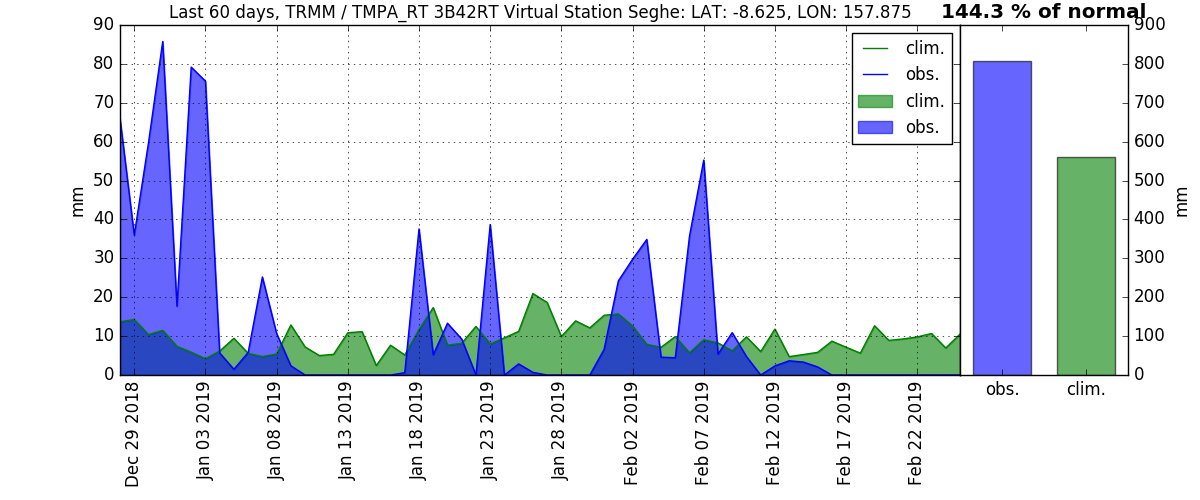 Last 60 days, TRMM / TMPA_RT 3B42RT Virtual Station Seghe: LAT: -8.625, LON: 157.875
144.3 % of normal
90
80
70
60
50
40
30
20
10
0
mm
clim.
obs.
clim.
obs.
Dec 29 2018
Jan 03 2019
Jan 08 2019
Jan 13 2019
Jan 18 2019
Jan 23 2019
Jan 28 2019
Feb 02 2019
Feb 07 2019
Feb 12 2019
Feb 17 2019
Feb 22 2019
900
800
700
600
500
400
300
200
100
0
mm
obs.
clim.